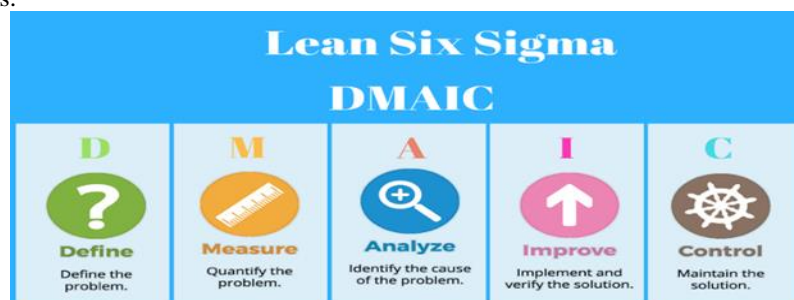 s.
Lean Six Sigma
DMAIC
D
Define
Define the
problem.
M
Measure
Quantify the
problem.
A
Analyze
Identify the cause
of the problem.
I
Improve
Implement and
verify the solution.
C
Control
Maintain the
solution.